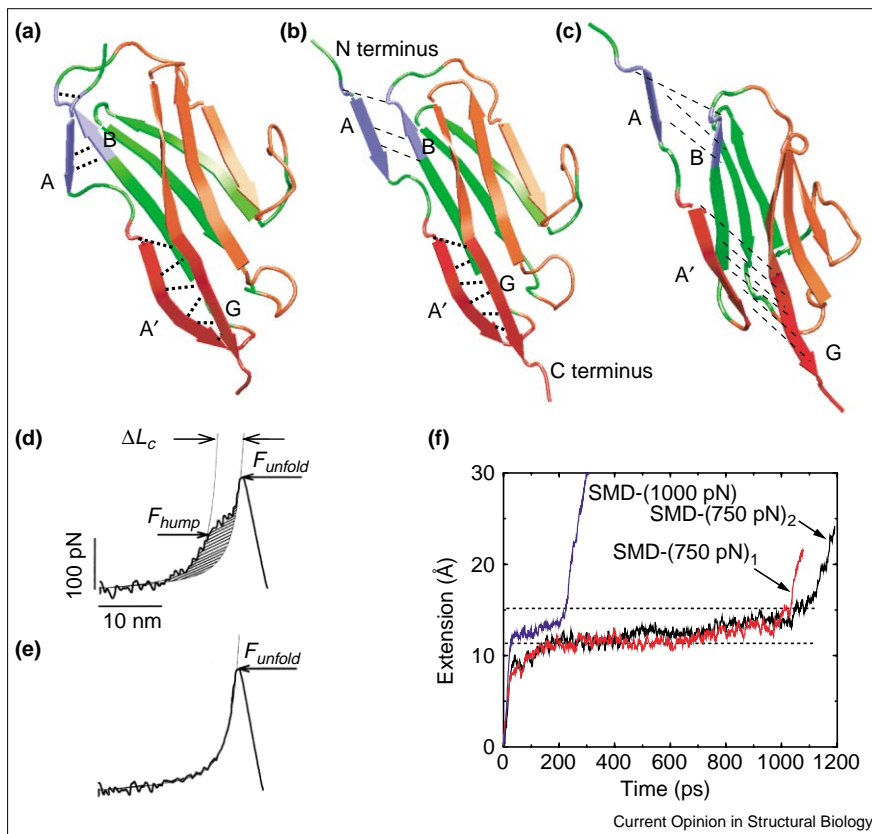 (a)
(b)
(c)
N terminus
A
B
A′
G
A
B
A′
G
C terminus
A
B
A′
G
(d)
ΔL_c
F_unfold
F_hump
100 pN
10 nm
(e)
F_unfold
(f)
Extension (Å)
30
20
10
0
SMD-(1000 pN)
SMD-(750 pN)₂
SMD-(750 pN)₁
0 200 400 600 800 1000 1200
Time (ps)
Current Opinion in Structural Biology